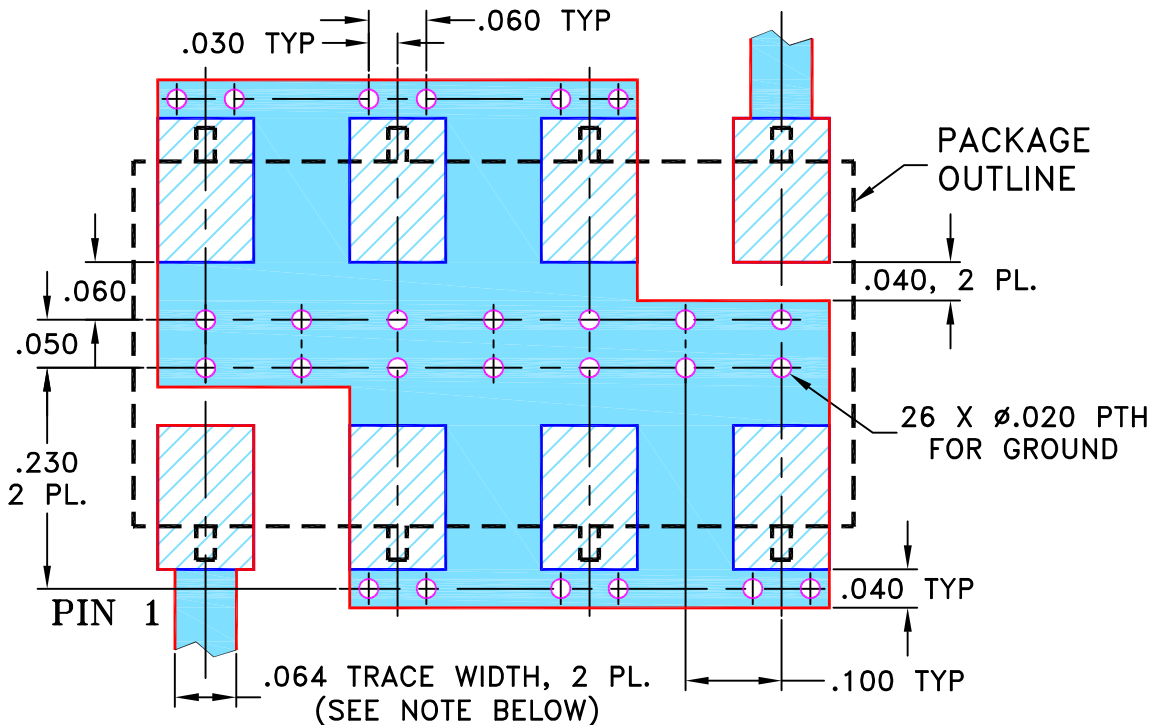 .060 TYP
.030 TYP
PACKAGE
OUTLINE
.060
.040, 2 PL.
.050
26 X ø.020 PTH
FOR GROUND
.230
2 PL.
.040 TYP
PIN 1
.064 TRACE WIDTH, 2 PL.
(SEE NOTE BELOW)
.100 TYP